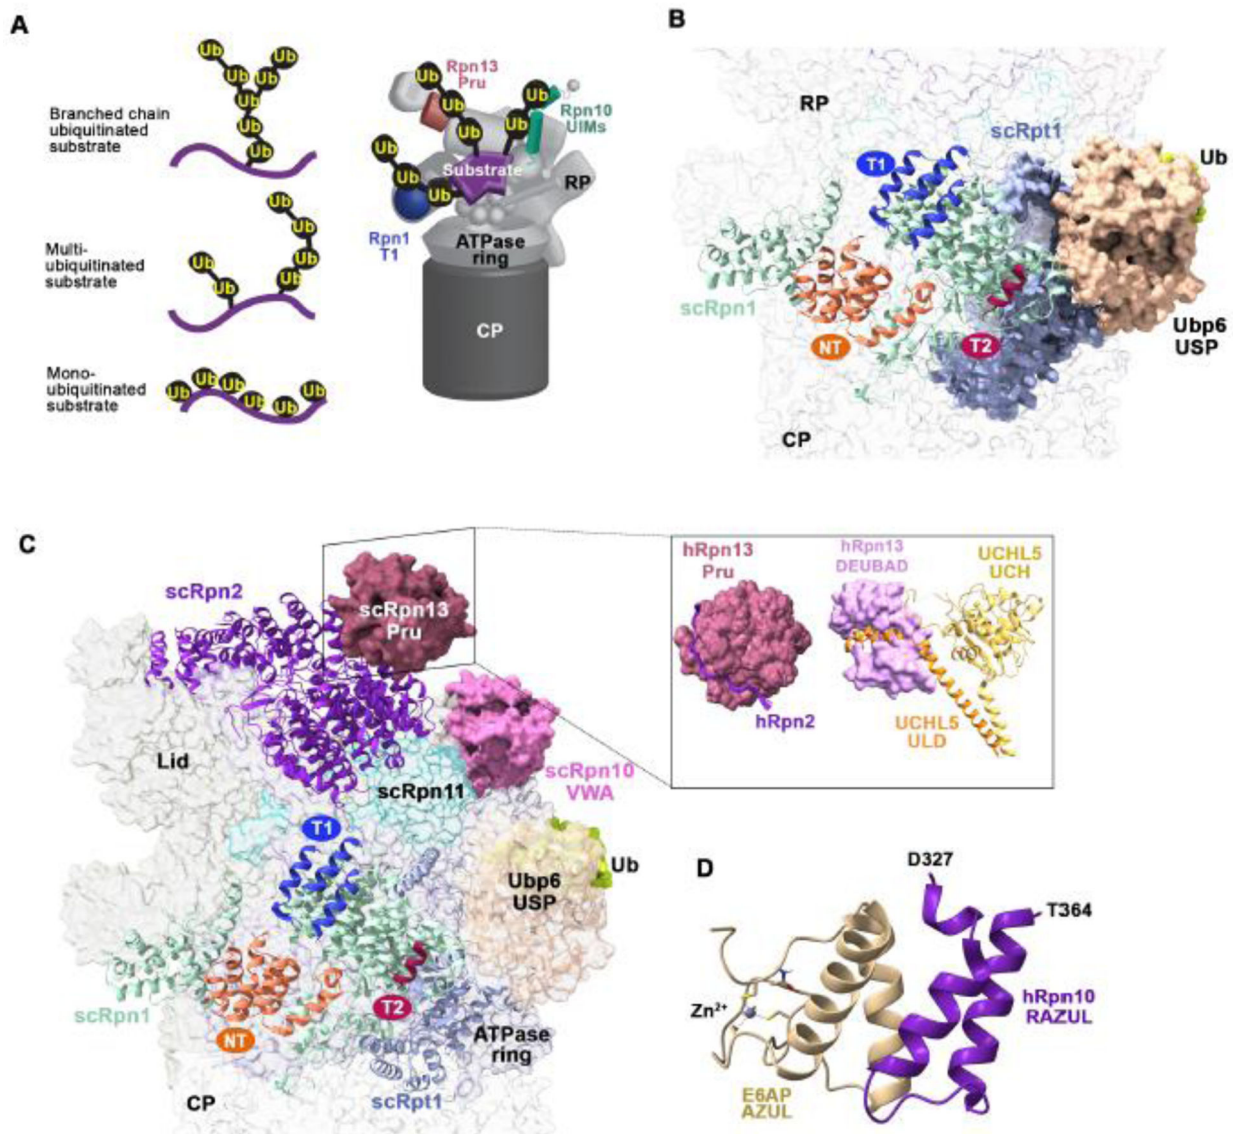 A
Ub
Ub
Ub
Ub
Ub
Ub
Ub
Branched chain
ubiquitinated
substrate
Ub
Ub
Ub
Ub
Ub
Ub
Multi-
ubiquitinated
substrate
Mono-
ubiquitinated
substrate
Ub
Ub
Ub
Ub
Ub
Ub
Rpn13
Pru
Ub
Ub
Ub
Ub
Ub
Rpn10
UIMs
Ub
Ub
Ub
Substrate
RP
Rpn1
T1
ATPase
ring
CP
B
RP
scRpt1
T1
Ub
scRpn1
NT
T2
Ubp6
USP
CP
C
scRpn2
scRpn13
Pru
Lid
scRpn11
scRpn10
VWA
T1
Ubp6
USP
Ub
scRpn1
NT
T2
ATPase
ring
CP
scRpt1
hRpn13
Pru
hRpn2
hRpn13
DEUBAD
UCHL5
UCH
UCHL5
ULD
D
D327
T364
Zn²⁺
hRpn10
RAZUL
E6AP
AZUL